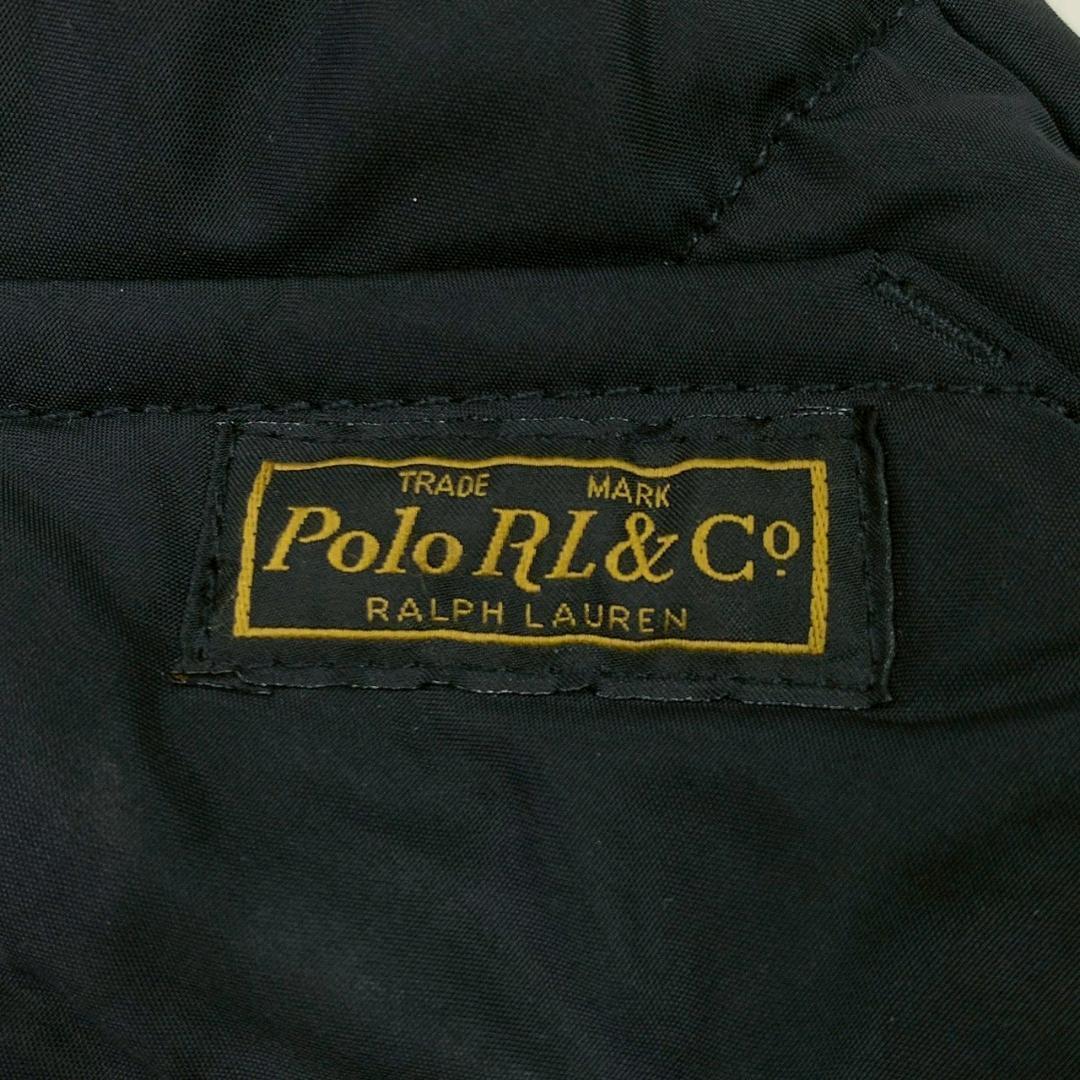 TRADE MARK
Polo RL & Cº
RALPH LAUREN